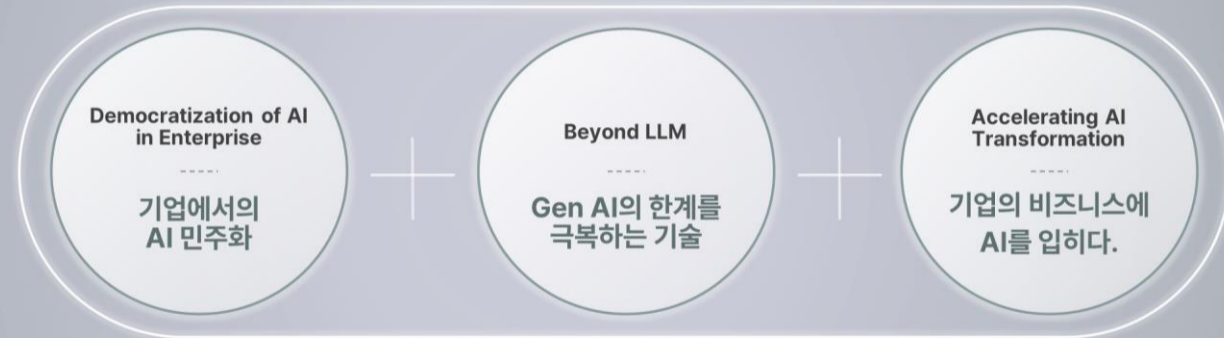 Democratization of AI
in Enterprise
기업에서의
AI 민주화
Beyond LLM
Gen AI의 한계를
극복하는 기술
Accelerating AI
Transformation
기업의 비즈니스에
AI를 입히다.